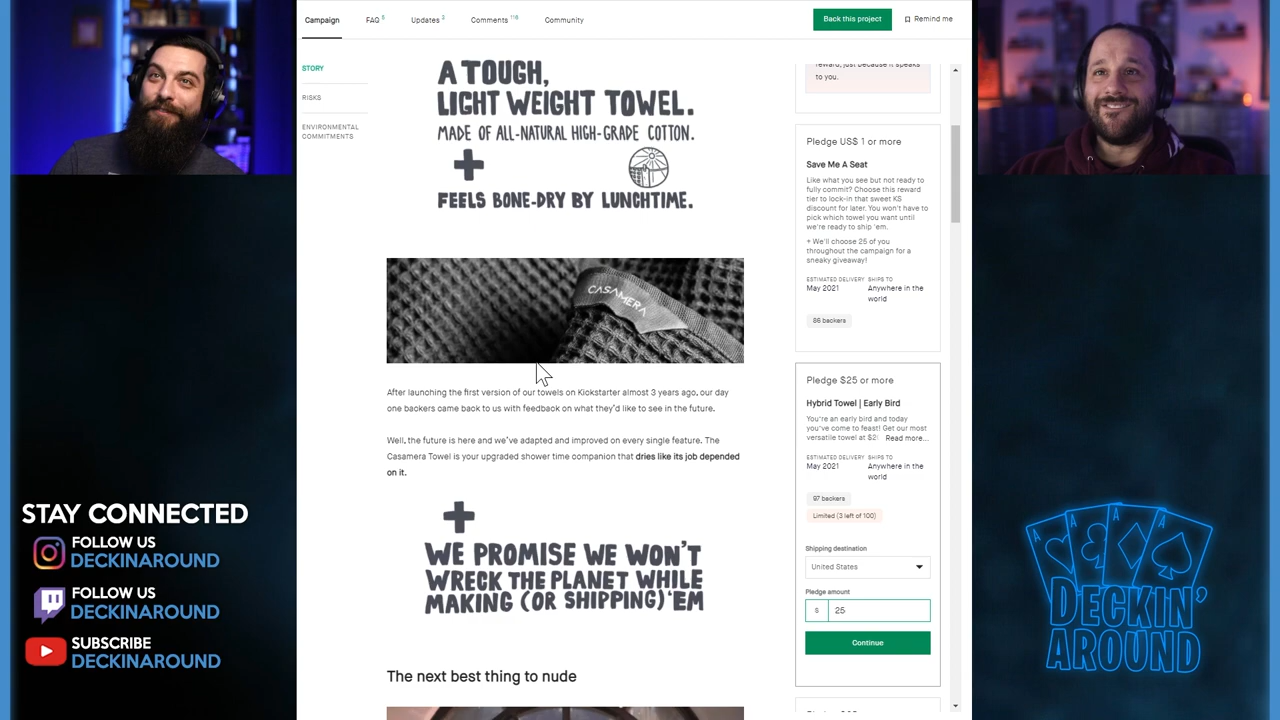 Campaign
FAQ 5
Updates 3
Comments 118
Community
Back this project
Remind me
STORY
RISKS
ENVIRONMENTAL
COMMITMENTS
A TOUGH,
LIGHT WEIGHT TOWEL.
MADE OF ALL-NATURAL HIGH-GRADE COTTON.
FEELS BONE-DRY BY LUNCHTIME.
CASAMERA
After launching the first version of our towels on Kickstarter almost 3 years ago, our day
one backers came back to us with feedback on what they'd like to see in the future.
Well, the future is here and we've adapted and improved on every single feature. The
Casamera Towel is your upgraded shower time companion that dries like its job depended
on it.
WE PROMISE WE WON'T
WRECK THE PLANET WHILE
MAKING (OR SHIPPING) 'EM
The next best thing to nude
reward, just because it speaks
to you.
Pledge US$ 1 or more
Save Me A Seat
Like what you see but not ready to
fully commit? Choose this reward
tier to lock-in that sweet KS
discount for later. You won't have to
pick which towel you want until
we're ready to ship 'em.
+ We'll choose 25 of you
throughout the campaign for a
sneaky giveaway!
ESTIMATED DELIVERY SHIPS TO
May 2021 Anywhere in the
world
86 backers
Pledge $25 or more
Hybrid Towel | Early Bird
You're an early bird and today
you've come to feast! Get our most
versatile towel at Read more...
ESTIMATED DELIVERY SHIPS TO
May 2021 Anywhere in the
world
97 backers
Limited (3 left of 100)
Shipping destination
United States
Pledge amount
$ 25
Continue
STAY CONNECTED
FOLLOW US
DECKINAROUND
FOLLOW US
DECKINAROUND
SUBSCRIBE
DECKINAROUND
A A A A
DECKIN'
AROUND